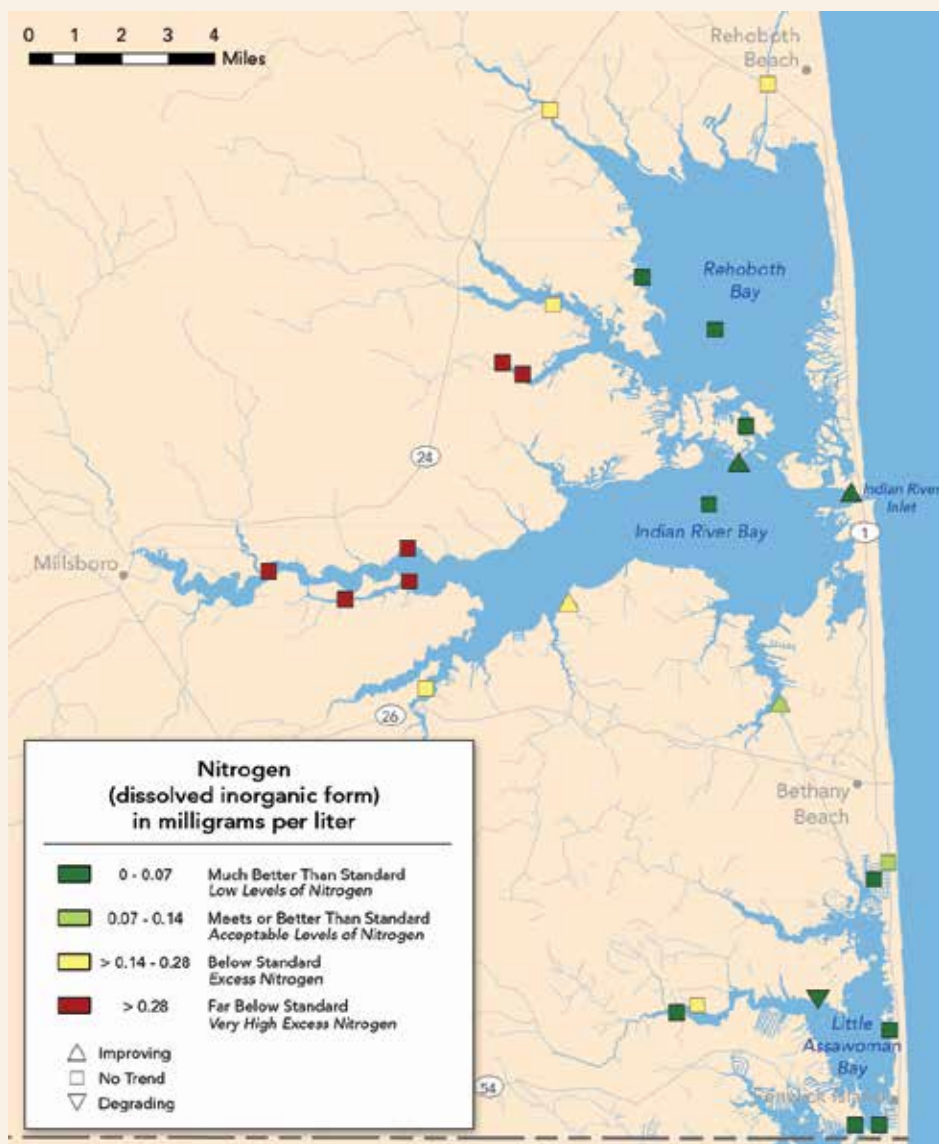 0 1 2 3 4
Miles
Rehoboth
Beach
Rehoboth
Bay
24
Indian River
Inlet
Indian River Bay
1
Millsboro
26
Bethany
Beach
Nitrogen
(dissolved inorganic form)
in milligrams per liter
0 - 0.07 Much Better Than Standard
Low Levels of Nitrogen
0.07 - 0.14 Meets or Better Than Standard
Acceptable Levels of Nitrogen
> 0.14 - 0.28 Below Standard
Excess Nitrogen
> 0.28 Far Below Standard
Very High Excess Nitrogen
Improving
No Trend
Degrading
Little
Assawoman
Bay
54
Fenwick Island